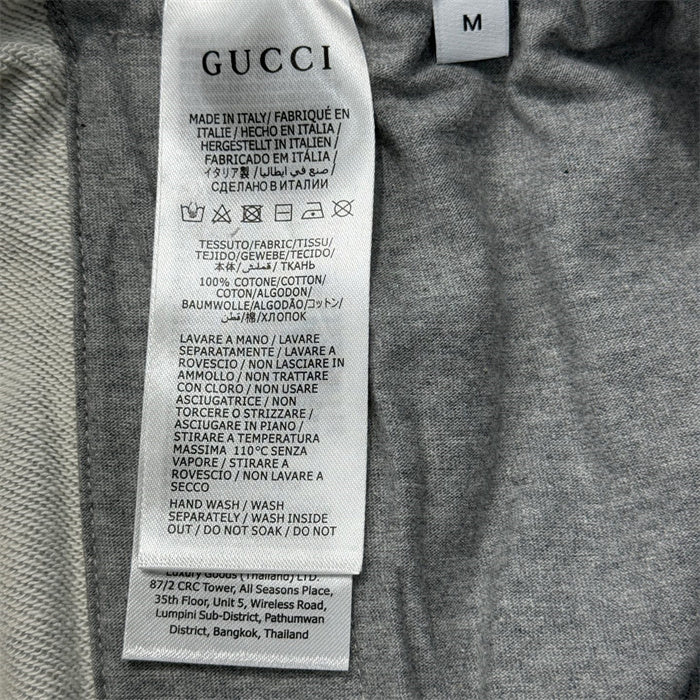 GUCCI
M
MADE IN ITALY / FABRIQUÉ EN
ITALIE / HECHO EN ITALIA /
HERGESTELLT IN ITALIEN /
FABRICADO EM ITÁLIA /
イタリア製 / صنع في ايطاليا /
СДЕЛАНО В ИТАЛИИ
TESSUTO/FABRIC/TISSU/
TEJIDO/GEWEBE/TECIDO/
本体/قملش/ ТКАНЬ
100% COTONE/COTTON/
COTON/ALGODON/
BAUMWOLLE/ALGODÃO/コットン/
قطن/棉/ХЛОПОК
LAVARE A MANO / LAVARE
SEPARATAMENTE / LAVARE A
ROVESCIO / NON LASCIARE IN
AMMOLLO / NON TRATTARE
CON CLORO / NON USARE
ASCIUGATRICE / NON
TORCERE O STRIZZARE /
ASCIUGARE IN PIANO /
STIRARE A TEMPERATURA
MASSIMA 110°C SENZA
VAPORE / STIRARE A
ROVESCIO / NON LAVARE A
SECCO
HAND WASH / WASH
SEPARATELY / WASH INSIDE
OUT / DO NOT SOAK / DO NOT
Luxury Goods (Thailand) LTD.
87/2 CRC Tower, All Seasons Place,
35th Floor, Unit 5, Wireless Road,
Lumpini Sub-District, Pathumwan
District, Bangkok, Thailand